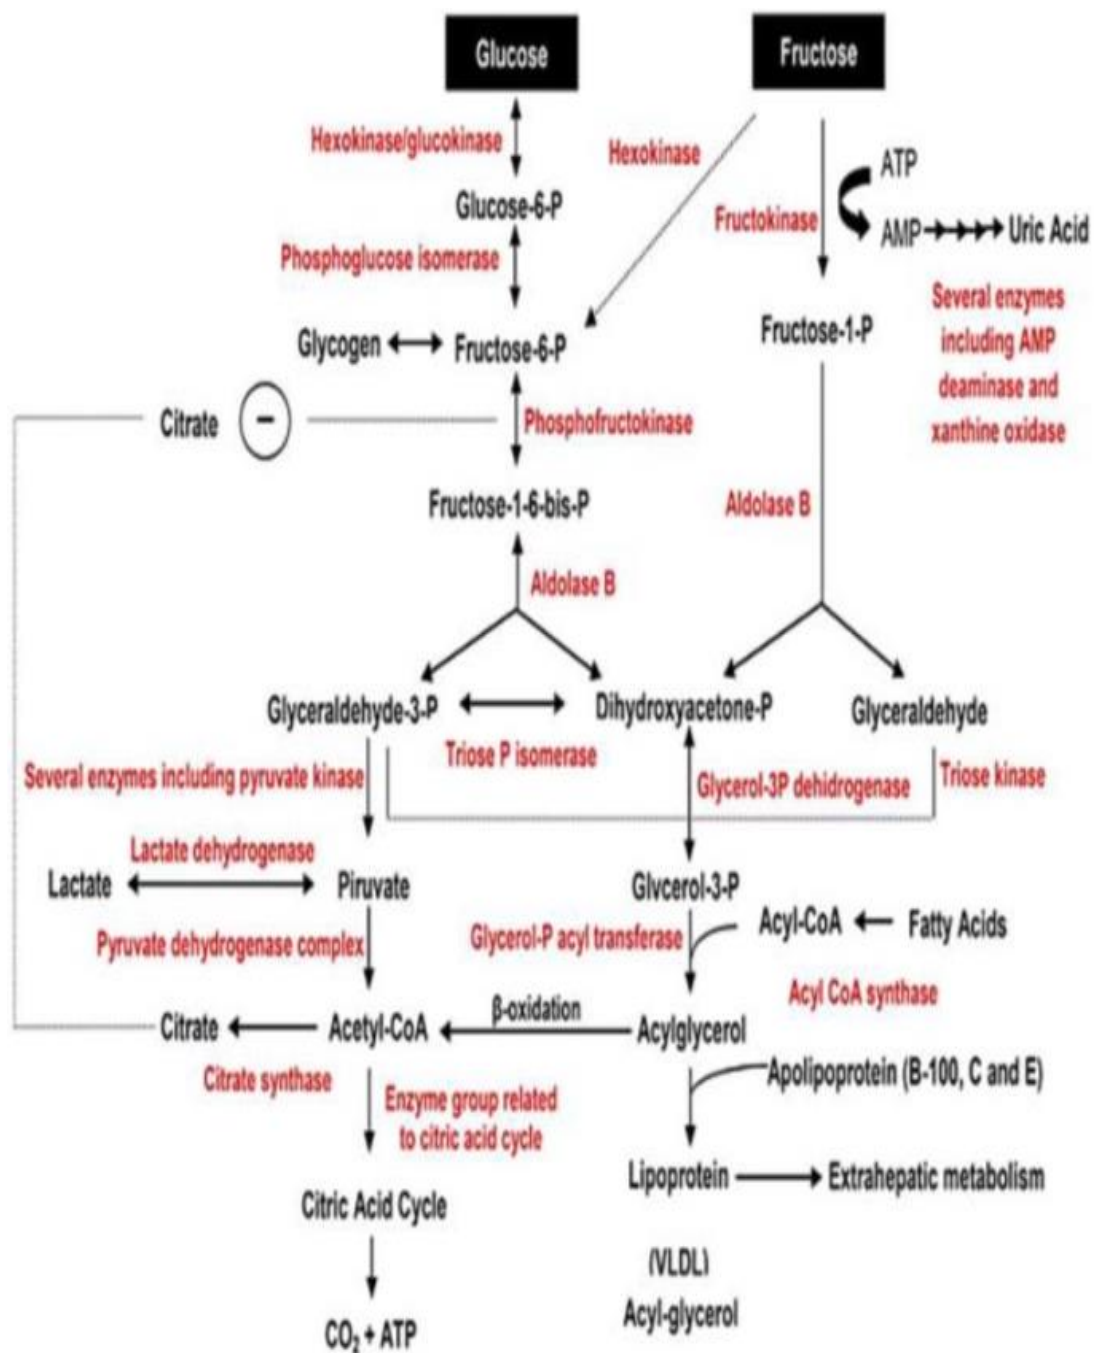 Glucose
Fructose
Hexokinase/glucokinase
Hexokinase
ATP
Glucose-6-P
Fructokinase
AMP
Uric Acid
Phosphoglucose isomerase
Several enzymes
including AMP
deaminase and
xanthine oxidase
Glycogen
Fructose-6-P
Fructose-1-P
Citrate
−
Phosphofructokinase
Fructose-1-6-bis-P
Aldolase B
Aldolase B
Glyceraldehyde-3-P
Dihydroxyacetone-P
Glyceraldehyde
Triose P isomerase
Several enzymes including pyruvate kinase
Glycerol-3P dehidrogenase
Triose kinase
Lactate dehydrogenase
Lactate
Piruvate
Glvcerol-3-P
Pyruvate dehydrogenase complex
Glycerol-P acyl transferase
Acyl-CoA
Fatty Acids
Acyl CoA synthase
β-oxidation
Citrate
Acetyl-CoA
Acylglycerol
Citrate synthase
Enzyme group related
to citric acid cycle
Apolipoprotein (B-100, C and E)
Lipoprotein
Extrahepatic metabolism
Citric Acid Cycle
(VLDL)
Acyl-glycerol
CO₂ + ATP